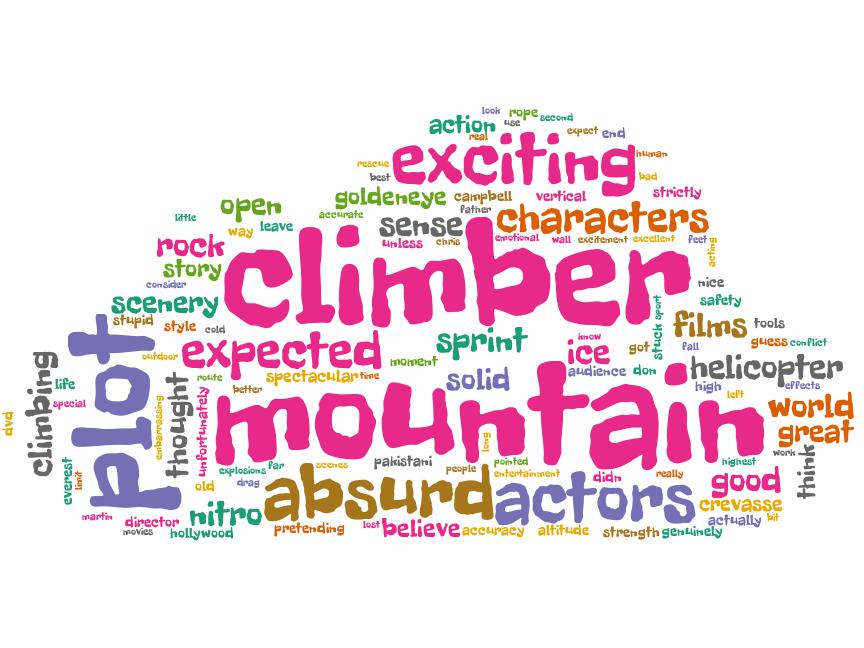 look rope second
action use
real expect end
exciting human
rescue
best bad
goldeneye campbell vertical strictly
open accurate father
little way leave sense characters
unless chris emotional wall excitement excellent feet acting
rock climber
story
consider nice
scenery safety
stupid style cold stuck sport films tools
plot sprint know got fall guess conflict
outdoor expected moment ice
climbing life route spectacular time solid audience don helicopter
special better high effects
dvd embarrassing thought unfortunately mountain left world
great
long
everest limit explosions far scenes pakistani people pointed highest work think
old drag absurd actors entertainment didn really good
crevasse
martin director nitro pretending lost believe accuracy altitude strength genuinely actually bit
movies hollywood